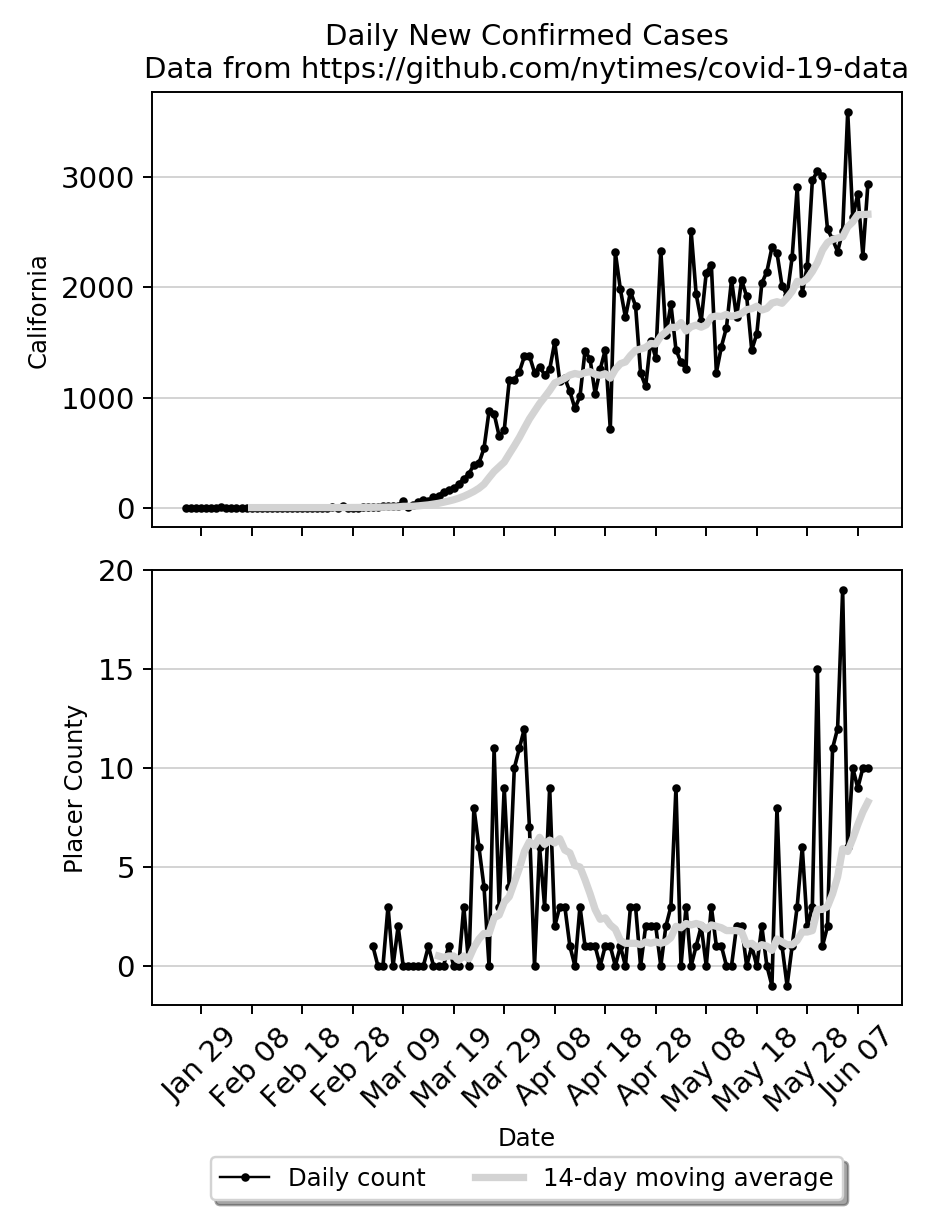 Daily New Confirmed Cases
Data from https://github.com/nytimes/covid-19-data
3000
2000
1000
0
California
20
15
10
5
0
Placer County
Jan 29
Feb 08
Feb 18
Feb 28
Mar 09
Mar 19
Mar 29
Apr 08
Apr 18
Apr 28
May 08
May 18
May 28
Jun 07
Date
Daily count
14-day moving average